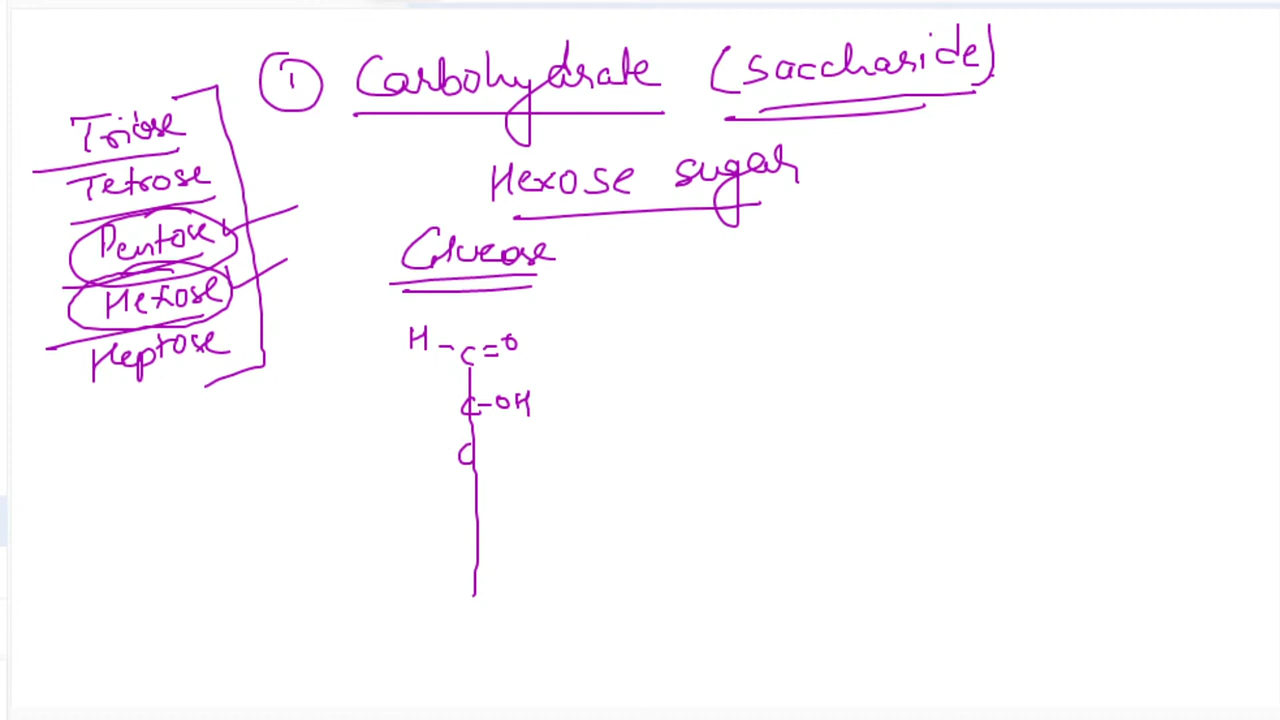 ① Carbohydrate (saccharide)
Triose
Tetrose
Pentose
Hexose
Heptose
Hexose sugar
Glucose
H-C=O
C-OH
C